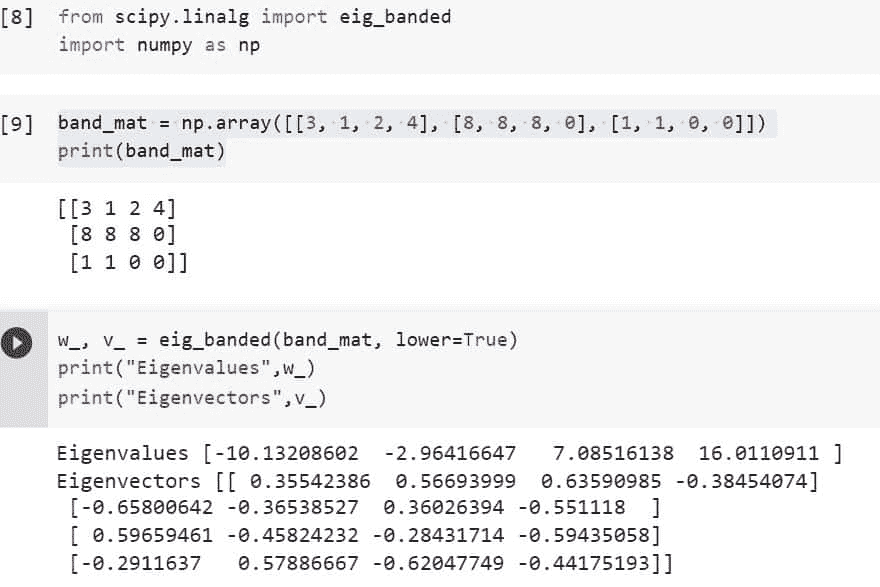 [8] from scipy.linalg import eig_banded
import numpy as np
[9] band_mat = np.array([[3, 1, 2, 4], [8, 8, 8, 0], [1, 1, 0, 0]])
print(band_mat)
[[3 1 2 4]
[8 8 8 0]
[1 1 0 0]]
w_, v_ = eig_banded(band_mat, lower=True)
print("Eigenvalues",w_)
print("Eigenvectors",v_)
Eigenvalues [-10.13208602 -2.96416647 7.08516138 16.0110911 ]
Eigenvectors [[ 0.35542386 0.56693999 0.63590985 -0.38454074]
[-0.65800642 -0.36538527 0.36026394 -0.551118 ]
[ 0.59659461 -0.45824232 -0.28431714 -0.59435058]
[-0.2911637 0.57886667 -0.62047749 -0.44175193]]